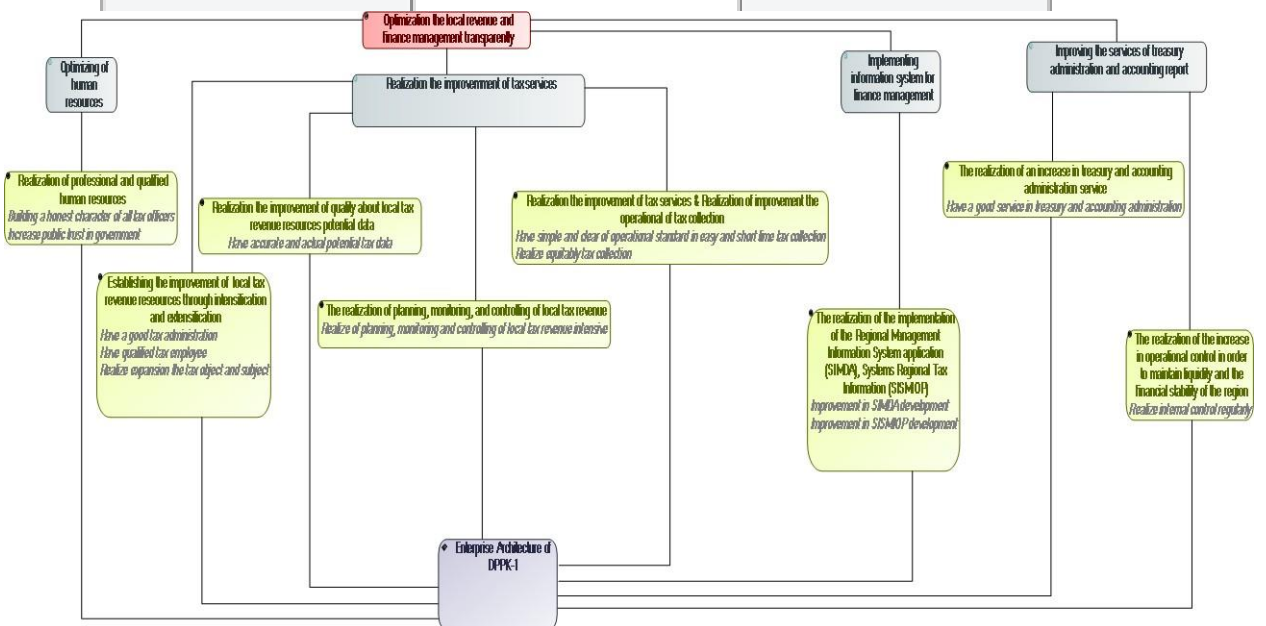 Optimization the local revenue and
finance management transparently
Optimizing of
human
resources
Realization the improvemment of tax services
Implementing
information system for
finance management
Improving the services of treasury
administration and accounting report
Realization of professional and qualified
human resources
Building a honest character of all tax officers
Increase public trust in government
Realization the improvement of quality about local tax
revenue resources potential data
Have accurate and actual potential tax data
Realization the improvement of tax services & Realization of improvement the
operational of tax collection
Have simple and clear of operational standard in easy and short time tax collection
Realize equitably tax collection
The realization of an increase in treasury and accounting
administration service
Have a good service in treasury and accounting administration
Establishing the improvement of local tax
revenue reseources through intensification
and extensification
Have a good tax administration
Have qualified tax employee
Realize expansion the tax object and subject
The realization of planning, monitoring, and controlling of local tax revenue
Realize of planning, monitoring and controlling of local tax revenue intensive
The realization of the implementation
of the Regional Management
Information System application
(SIMDA), Systems Regional Tax
Information (SISMIOP)
Improvement in SIMDA development
Improvement in SISMIOP development
The realization of the increase
in operational control in order
to maintain liquidity and the
financial stability of the region
Realize internal control regularly
Enterprise Architecture of
DPPK-1